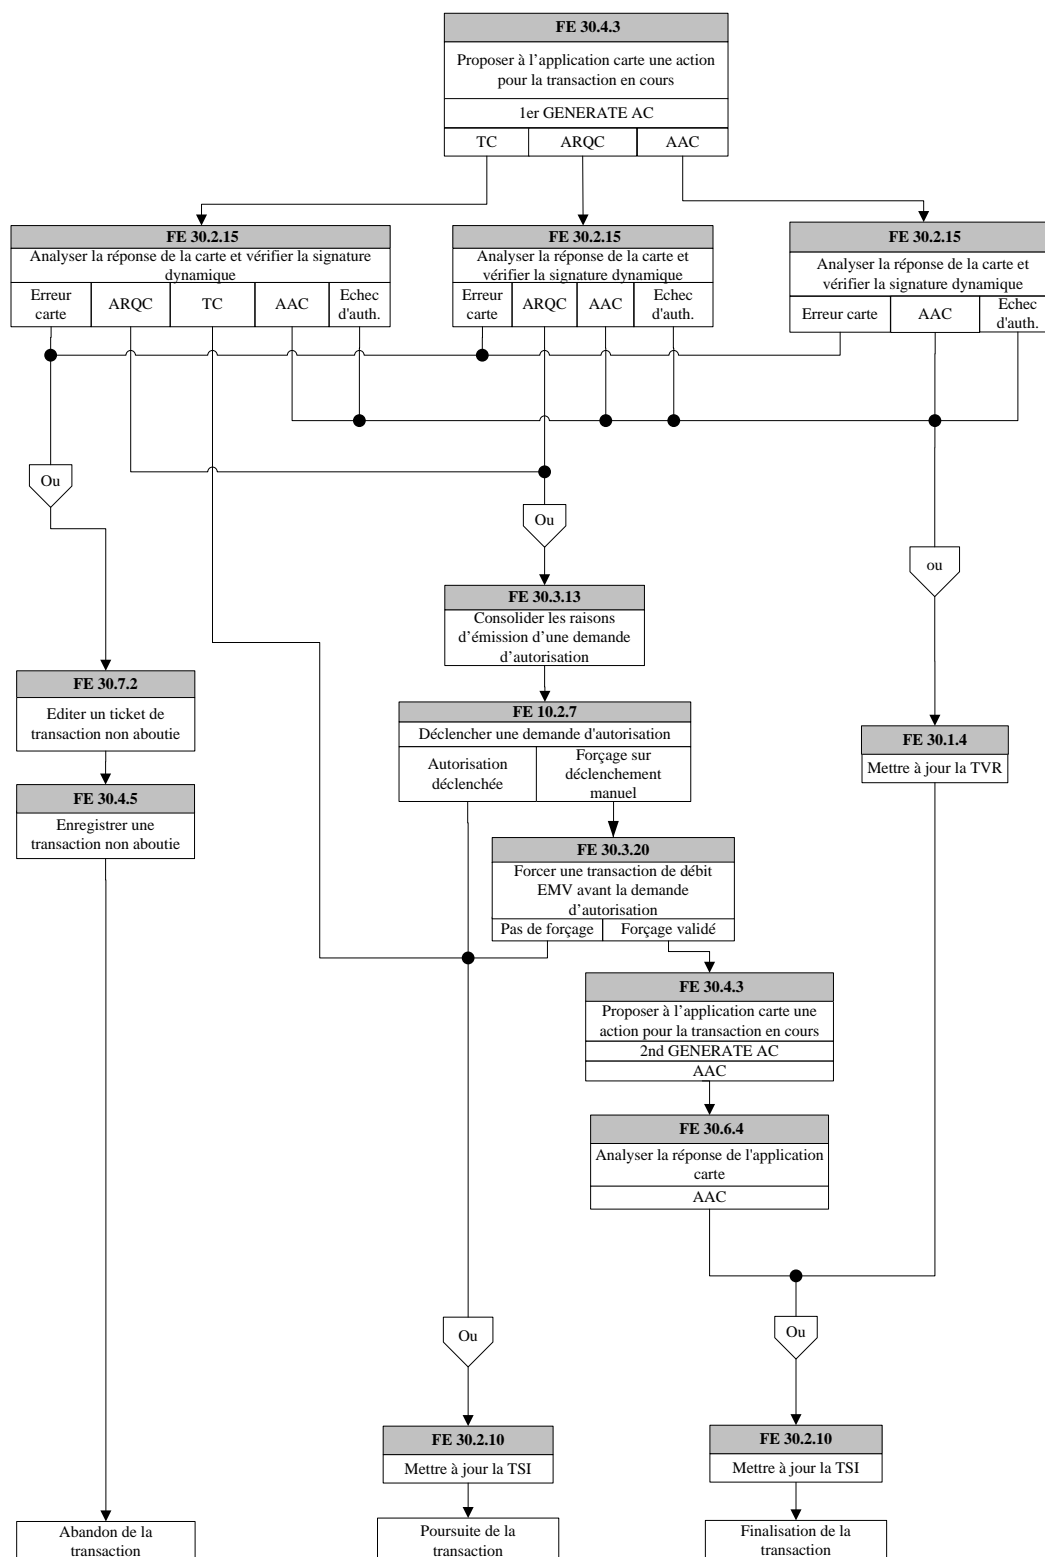 FE 30.4.3
Proposer à l'application carte une action
pour la transaction en cours
1er GENERATE AC
TC
ARQC
AAC
FE 30.2.15
Analyser la réponse de la carte et vérifier la signature
dynamique
Erreur
carte
ARQC
TC
AAC
Echec
d'auth.
FE 30.2.15
Analyser la réponse de la carte et
vérifier la signature dynamique
Erreur
carte
ARQC
AAC
Echec
d'auth.
FE 30.2.15
Analyser la réponse de la carte et
vérifier la signature dynamique
Erreur carte
AAC
Echec
d'auth.
Ou
Ou
ou
FE 30.3.13
Consolider les raisons
d'émission d'une demande
d'autorisation
FE 30.7.2
Editer un ticket de
transaction non aboutie
FE 10.2.7
Déclencher une demande d'autorisation
Autorisation
déclenchée
Forçage sur
déclenchement
manuel
FE 30.1.4
Mettre à jour la TVR
FE 30.4.5
Enregistrer une
transaction non aboutie
FE 30.3.20
Forcer une transaction de débit
EMV avant la demande
d'autorisation
Pas de forçage
Forçage validé
FE 30.4.3
Proposer à l'application carte une
action pour la transaction en cours
2nd GENERATE AC
AAC
FE 30.6.4
Analyser la réponse de l'application
carte
AAC
Ou
Ou
FE 30.2.10
Mettre à jour la TSI
FE 30.2.10
Mettre à jour la TSI
Abandon de la
transaction
Poursuite de la
transaction
Finalisation de la
transaction